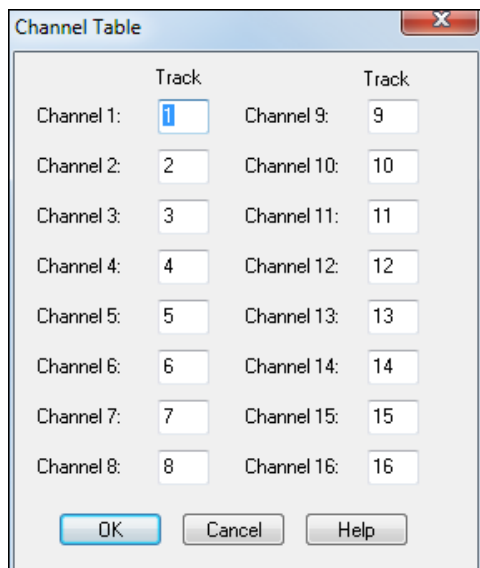 Channel Table
Track Track
Channel 1: 1 Channel 9: 9
Channel 2: 2 Channel 10: 10
Channel 3: 3 Channel 11: 11
Channel 4: 4 Channel 12: 12
Channel 5: 5 Channel 13: 13
Channel 6: 6 Channel 14: 14
Channel 7: 7 Channel 15: 15
Channel 8: 8 Channel 16: 16
OK Cancel Help